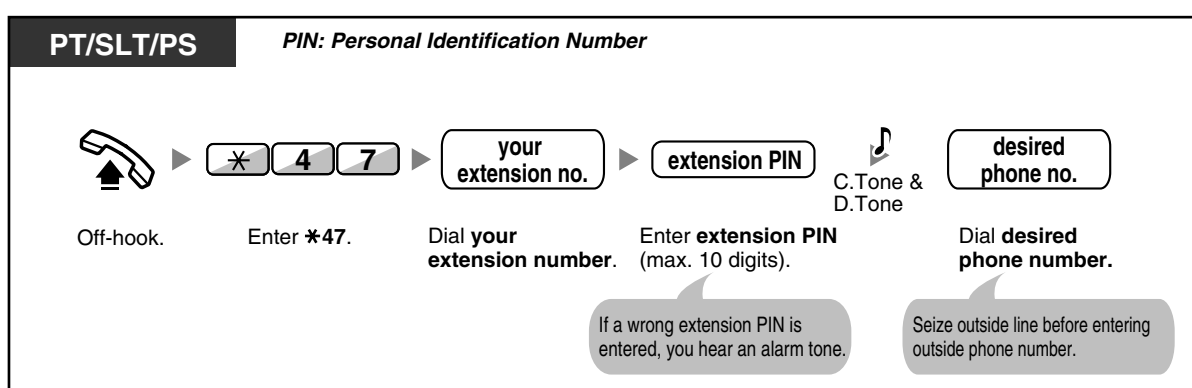 PT/SLT/PS
PIN: Personal Identification Number
✳ 4 7
your
extension no.
extension PIN
C.Tone &
D.Tone
desired
phone no.
Off-hook.
Enter ✳47.
Dial your
extension number.
Enter extension PIN
(max. 10 digits).
Dial desired
phone number.
If a wrong extension PIN is
entered, you hear an alarm tone.
Seize outside line before entering
outside phone number.